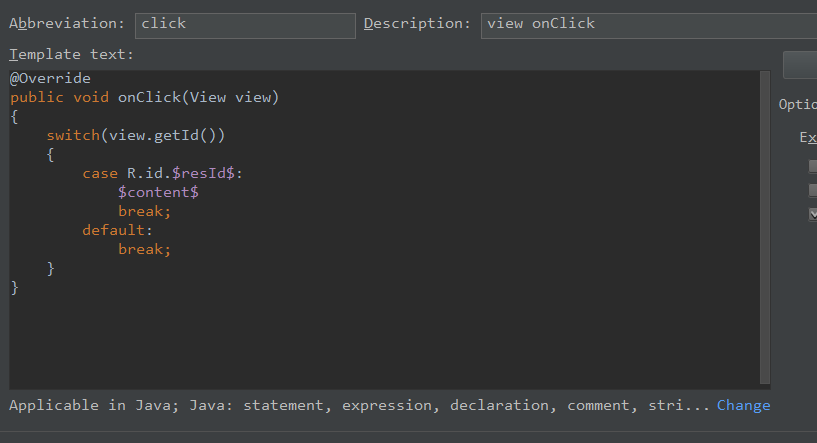 Abbreviation: click Description: view onClick
Template text:
@Override
public void onClick(View view)
{
    switch(view.getId())
    {
        case R.id.$resId$:
            $content$
            break;
        default:
            break;
    }
}
Optio
Ex
Applicable in Java; Java: statement, expression, declaration, comment, stri... Change